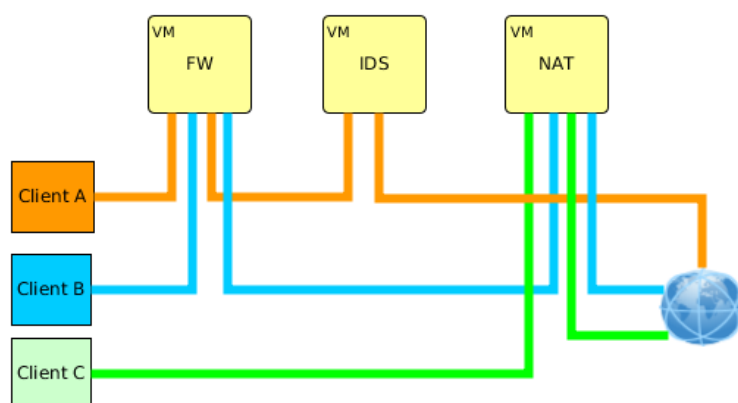 VM
FW
VM
IDS
VM
NAT
Client A
Client B
Client C